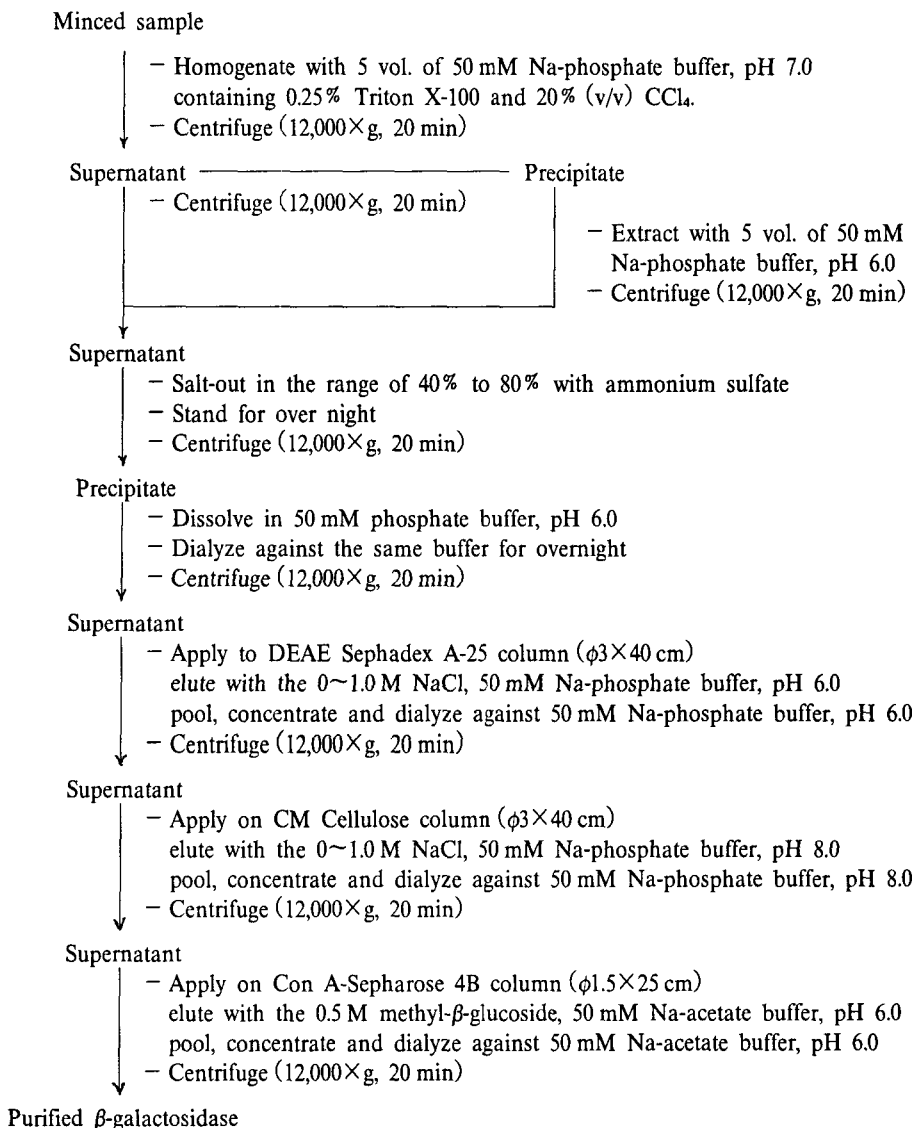 Minced sample
− Homogenate with 5 vol. of 50 mM Na-phosphate buffer, pH 7.0
containing 0.25% Triton X-100 and 20% (v/v) CCl₄.
− Centrifuge (12,000×g, 20 min)
Supernatant
Precipitate
− Centrifuge (12,000×g, 20 min)
− Extract with 5 vol. of 50 mM
Na-phosphate buffer, pH 6.0
− Centrifuge (12,000×g, 20 min)
Supernatant
− Salt-out in the range of 40% to 80% with ammonium sulfate
− Stand for over night
− Centrifuge (12,000×g, 20 min)
Precipitate
− Dissolve in 50 mM phosphate buffer, pH 6.0
− Dialyze against the same buffer for overnight
− Centrifuge (12,000×g, 20 min)
Supernatant
− Apply to DEAE Sephadex A-25 column (φ3×40 cm)
elute with the 0~1.0 M NaCl, 50 mM Na-phosphate buffer, pH 6.0
pool, concentrate and dialyze against 50 mM Na-phosphate buffer, pH 6.0
− Centrifuge (12,000×g, 20 min)
Supernatant
− Apply on CM Cellulose column (φ3×40 cm)
elute with the 0~1.0 M NaCl, 50 mM Na-phosphate buffer, pH 8.0
pool, concentrate and dialyze against 50 mM Na-phosphate buffer, pH 8.0
− Centrifuge (12,000×g, 20 min)
Supernatant
− Apply on Con A-Sepharose 4B column (φ1.5×25 cm)
elute with the 0.5 M methyl-β-glucoside, 50 mM Na-acetate buffer, pH 6.0
pool, concentrate and dialyze against 50 mM Na-acetate buffer, pH 6.0
− Centrifuge (12,000×g, 20 min)
Purified β-galactosidase